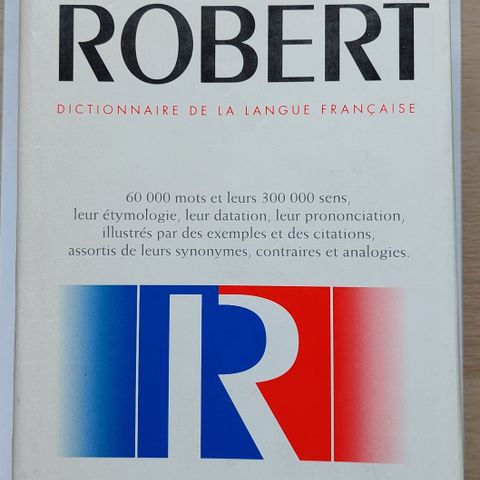 ROBERT
DICTIONNAIRE DE LA LANGUE FRANÇAISE
60 000 mots et leurs 300 000 sens,
leur étymologie, leur datation, leur prononciation,
illustrés par des exemples et des citations,
assortis de leurs synonymes, contraires et analogies.
R